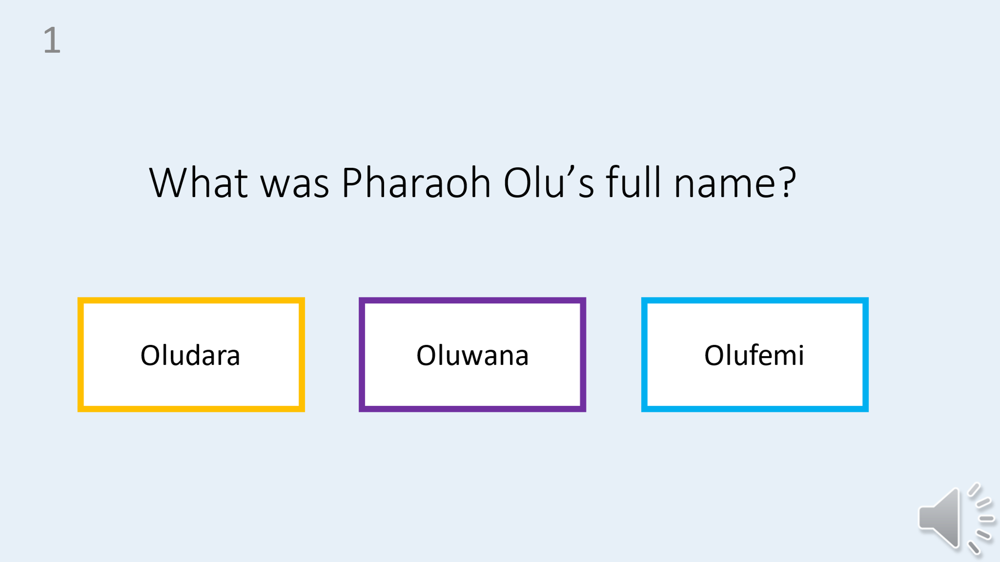 1
What was Pharaoh Olu’s full name?
Oludara
Oluwana
Olufemi